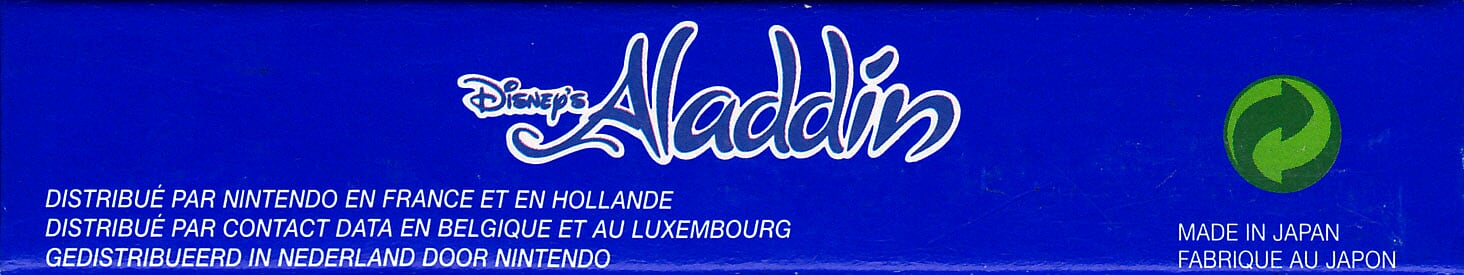 Disney's Aladdin
DISTRIBUÉ PAR NINTENDO EN FRANCE ET EN HOLLANDE
DISTRIBUÉ PAR CONTACT DATA EN BELGIQUE ET AU LUXEMBOURG
GEDISTRIBUEERD IN NEDERLAND DOOR NINTENDO
MADE IN JAPAN
FABRIQUE AU JAPON